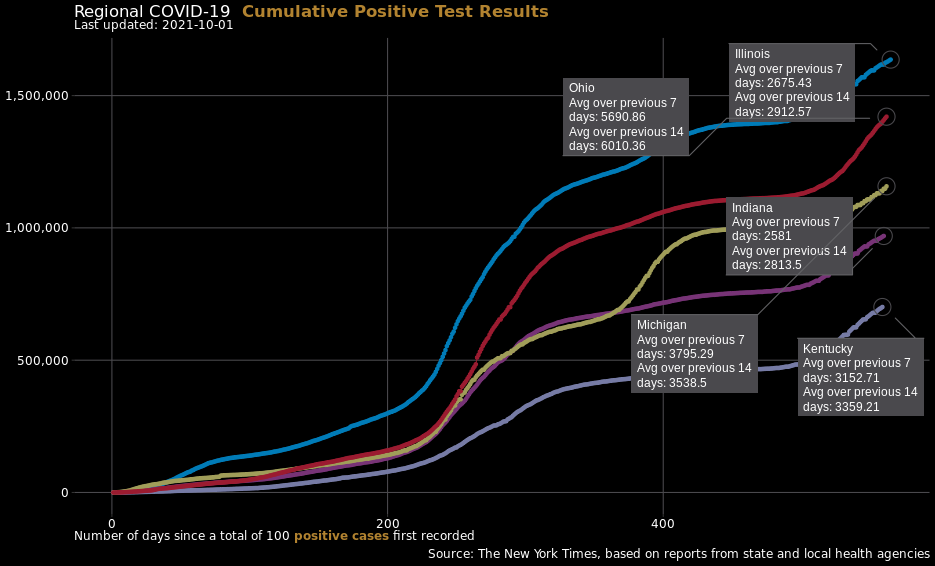 Regional COVID-19 Cumulative Positive Test Results
Last updated: 2021-10-01
Illinois
Avg over previous 7
days: 2675.43
Avg over previous 14
days: 2912.57
Ohio
Avg over previous 7
days: 5690.86
Avg over previous 14
days: 6010.36
1,500,000
Indiana
Avg over previous 7
days: 2581
Avg over previous 14
days: 2813.5
1,000,000
Michigan
Avg over previous 7
days: 3795.29
Avg over previous 14
days: 3538.5
Kentucky
Avg over previous 7
days: 3152.71
Avg over previous 14
days: 3359.21
500,000
0
0 200 400
Number of days since a total of 100 positive cases first recorded
Source: The New York Times, based on reports from state and local health agencies